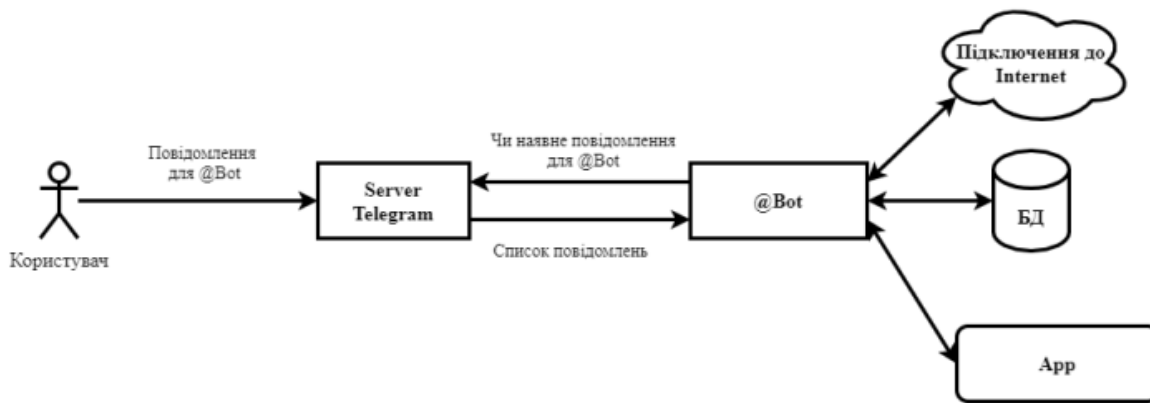 Підключення до
Internet
Чи наявне повідомлення
для @Bot
Повідомлення
для @Bot
Server
Telegram
@Bot
БД
Список повідомлень
Користувач
App